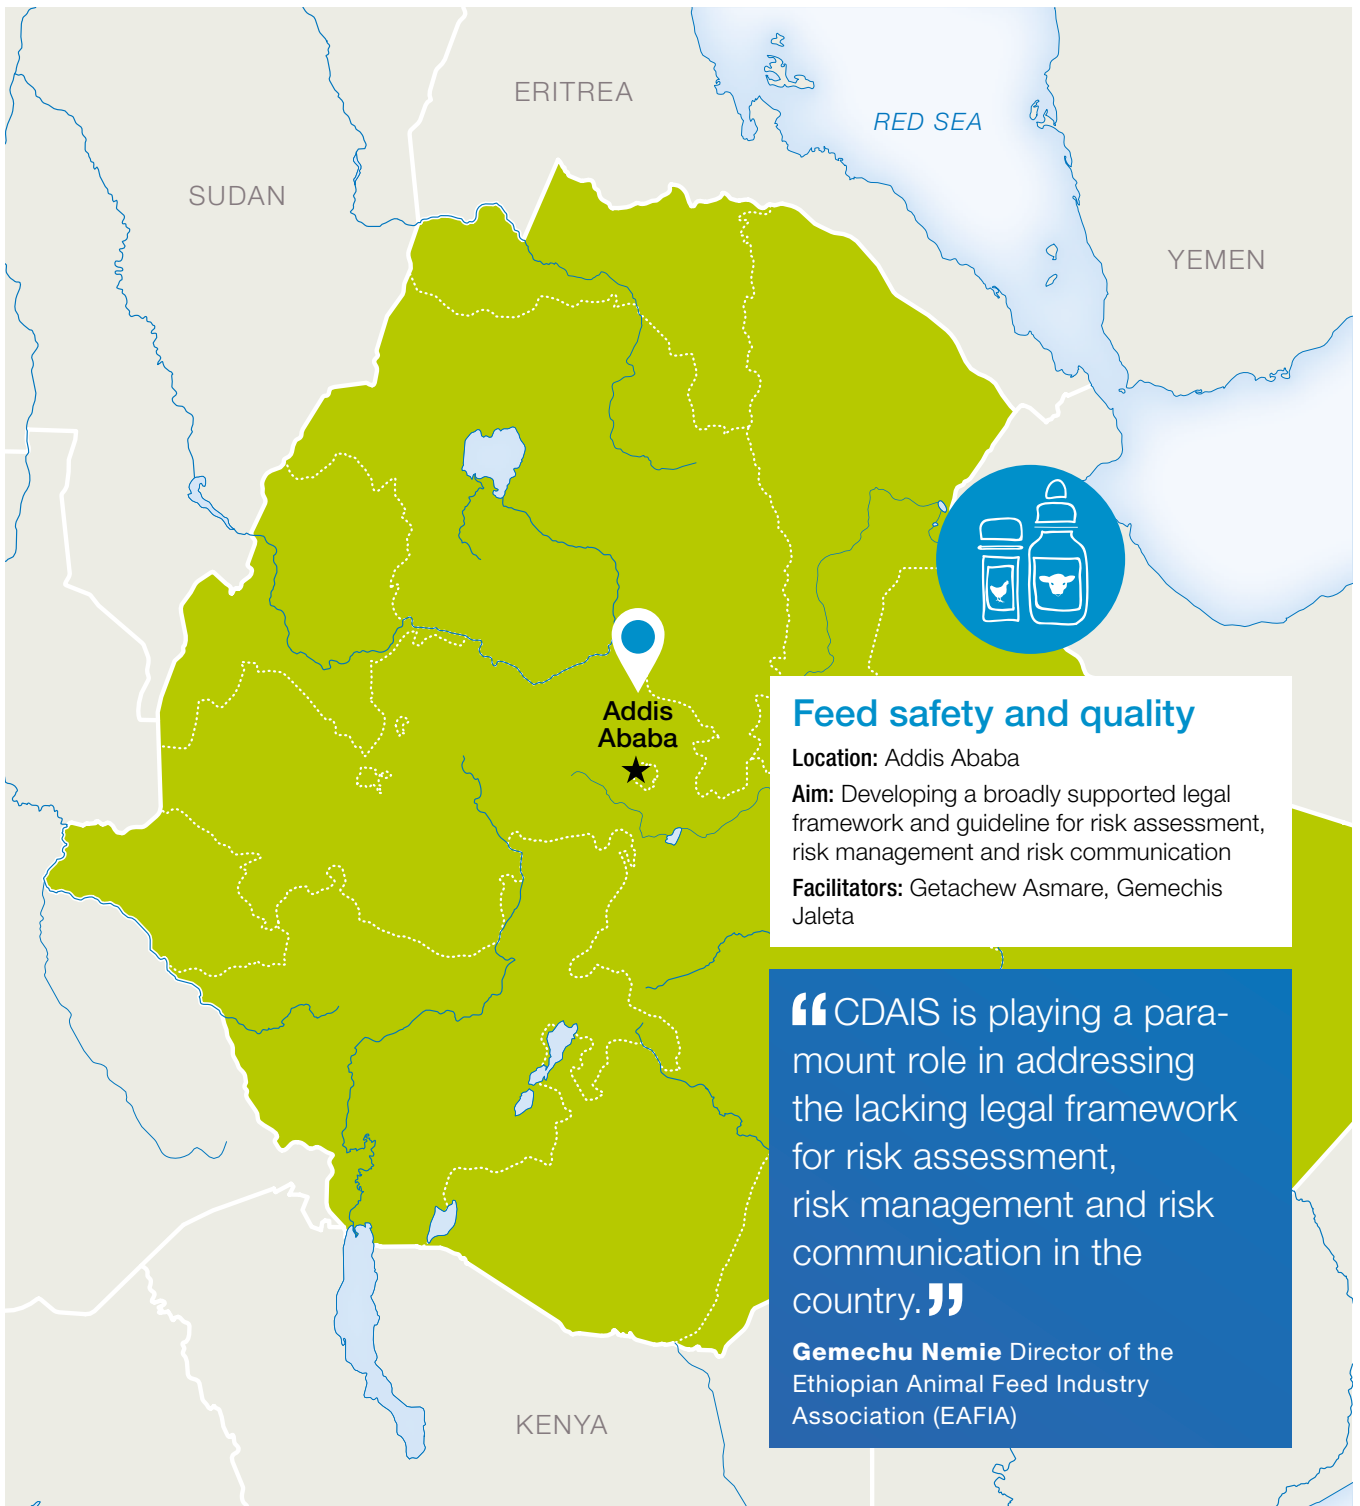 ERITREA
RED SEA
SUDAN
YEMEN
Addis
Ababa
Feed safety and quality
Location: Addis Ababa
Aim: Developing a broadly supported legal
framework and guideline for risk assessment,
risk management and risk communication
Facilitators: Getachew Asmare, Gemechis
Jaleta
“CDAIS is playing a para-
mount role in addressing
the lacking legal framework
for risk assessment,
risk management and risk
communication in the
country.”
Gemechu Nemie Director of the
Ethiopian Animal Feed Industry
Association (EAFIA)
KENYA